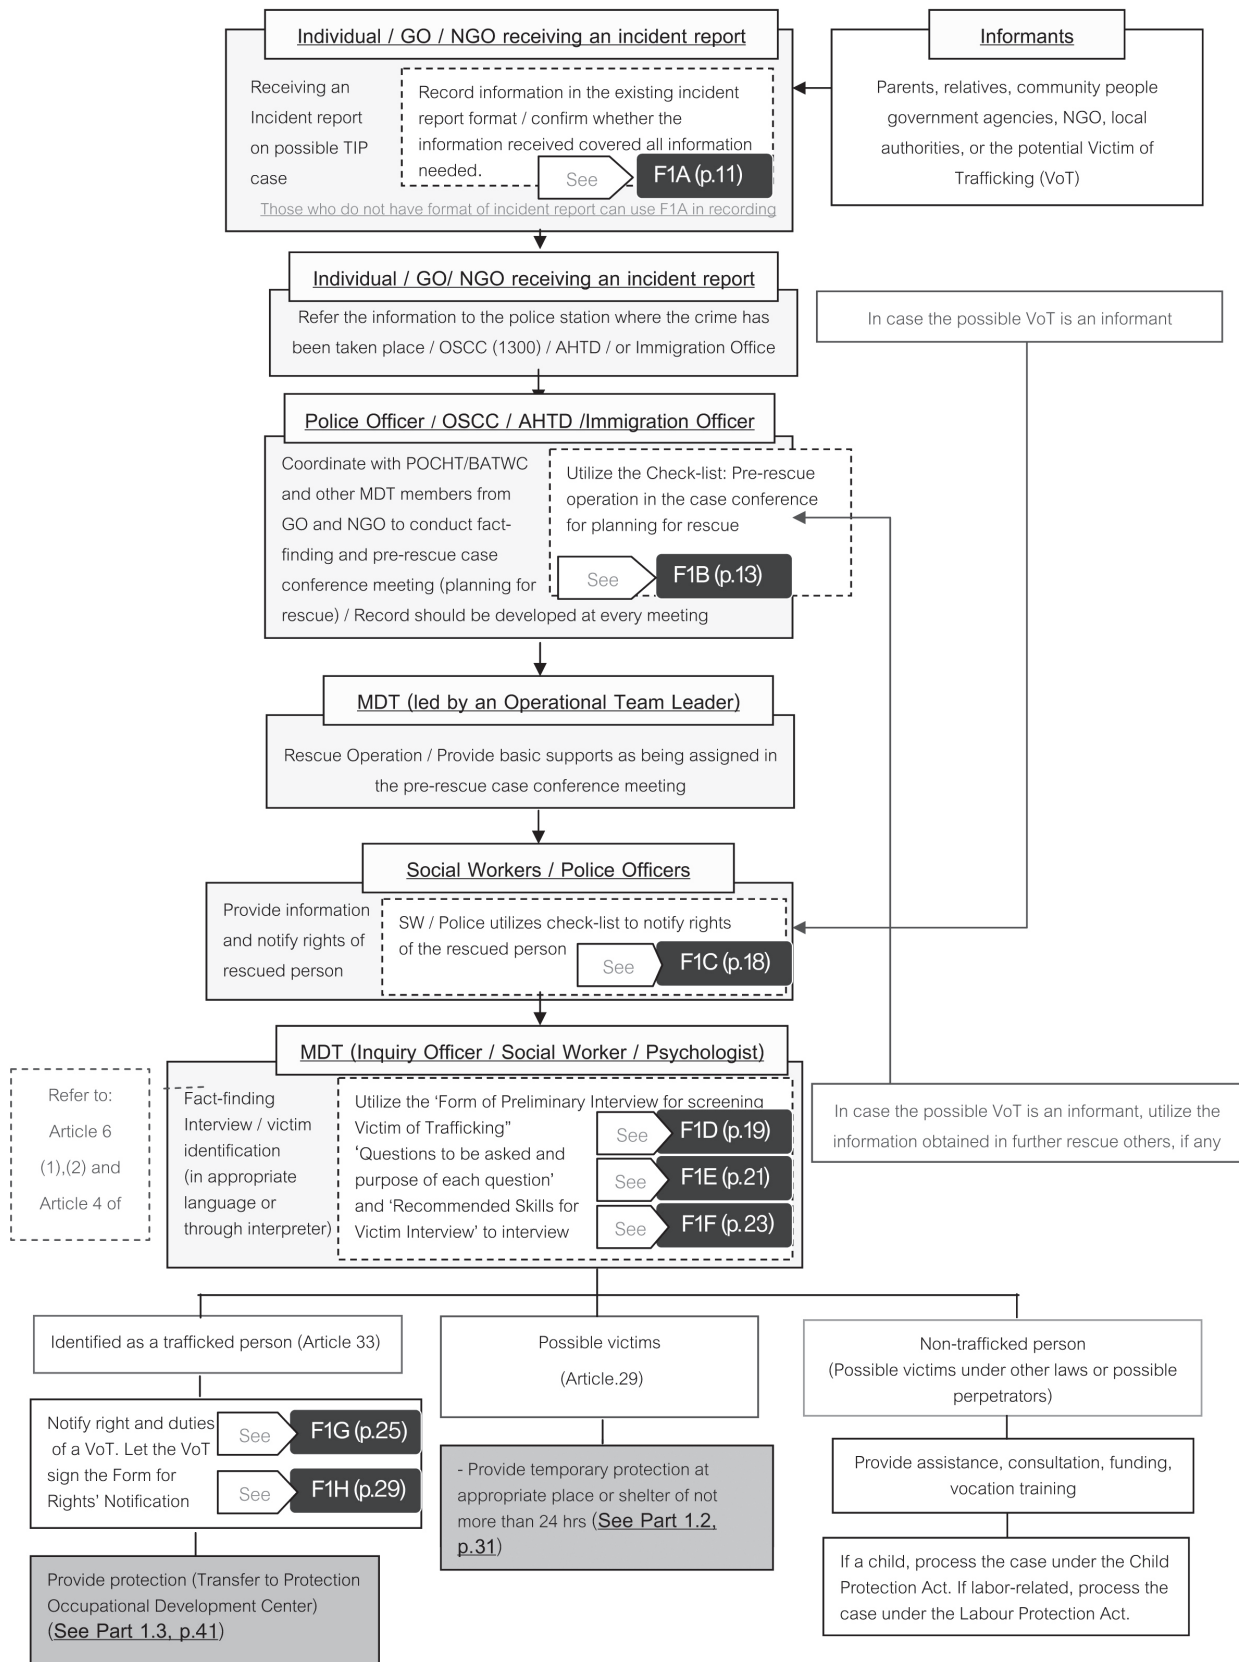 Individual / GO / NGO receiving an incident report
Receiving an
Incident report
on possible TIP
case
Record information in the existing incident
report format / confirm whether the
information received covered all information
needed.
See
F1A (p.11)
Those who do not have format of incident report can use F1A in recording
Informants
Parents, relatives, community people
government agencies, NGO, local
authorities, or the potential Victim of
Trafficking (VoT)
Individual / GO/ NGO receiving an incident report
Refer the information to the police station where the crime has
been taken place / OSCC (1300) / AHTD / or Immigration Office
In case the possible VoT is an informant
Police Officer / OSCC / AHTD /Immigration Officer
Coordinate with POCHT/BATWC
and other MDT members from
GO and NGO to conduct fact-
finding and pre-rescue case
conference meeting (planning for
rescue) / Record should be developed at every meeting
Utilize the Check-list: Pre-rescue
operation in the case conference
for planning for rescue
See
F1B (p.13)
MDT (led by an Operational Team Leader)
Rescue Operation / Provide basic supports as being assigned in
the pre-rescue case conference meeting
Social Workers / Police Officers
Provide information
and notify rights of
rescued person
SW / Police utilizes check-list to notify rights
of the rescued person
See
F1C (p.18)
MDT (Inquiry Officer / Social Worker / Psychologist)
Refer to:
Article 6
(1),(2) and
Article 4 of
Fact-finding
Interview / victim
identification
(in appropriate
language or
through interpreter)
Utilize the ‘Form of Preliminary Interview for screening
Victim of Trafficking”
‘Questions to be asked and
purpose of each question’
and ‘Recommended Skills for
Victim Interview’ to interview
See
F1D (p.19)
See
F1E (p.21)
See
F1F (p.23)
In case the possible VoT is an informant, utilize the
information obtained in further rescue others, if any
Identified as a trafficked person (Article 33)
Notify right and duties
of a VoT. Let the VoT
sign the Form for
Rights’ Notification
See
F1G (p.25)
See
F1H (p.29)
Provide protection (Transfer to Protection
Occupational Development Center)
(See Part 1.3, p.41)
Possible victims
(Article.29)
- Provide temporary protection at
appropriate place or shelter of not
more than 24 hrs (See Part 1.2,
p.31)
Non-trafficked person
(Possible victims under other laws or possible
perpetrators)
Provide assistance, consultation, funding,
vocation training
If a child, process the case under the Child
Protection Act. If labor-related, process the
case under the Labour Protection Act.